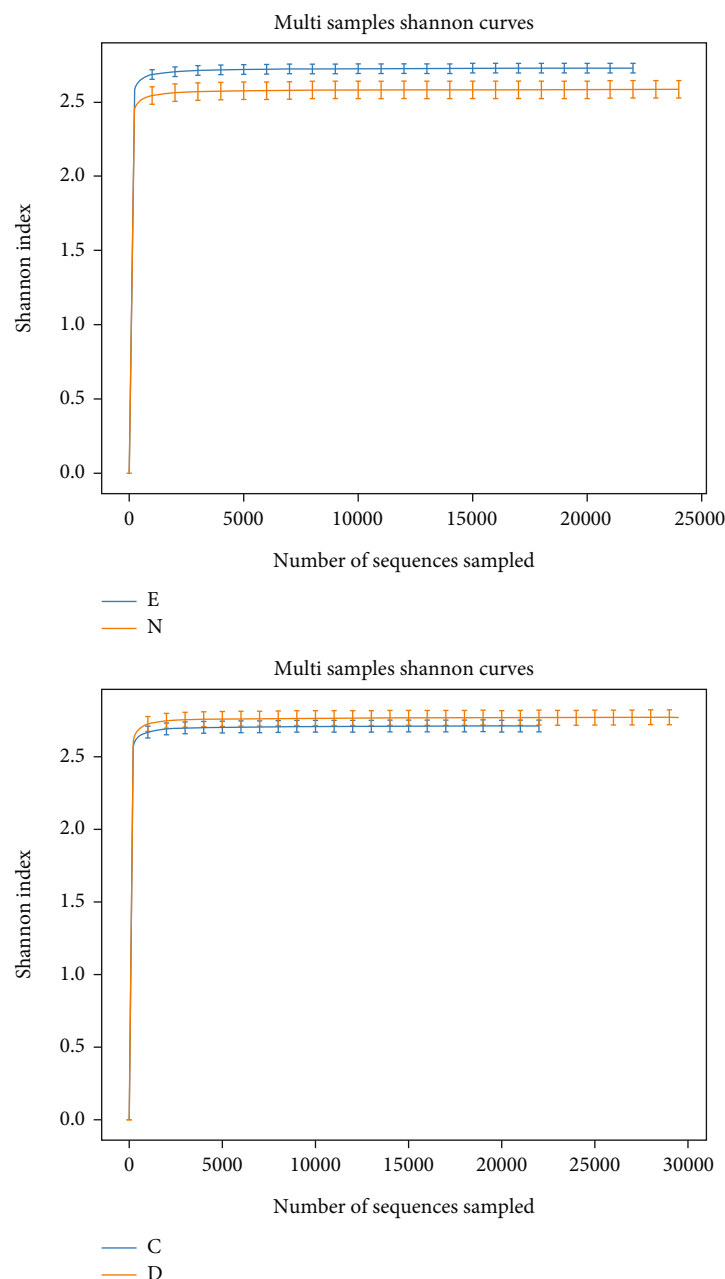 Multi samples shannon curves
2.5
2.0
1.5
1.0
0.5
0.0
Shannon index
0 5000 10000 15000 20000 25000
Number of sequences sampled
E
N
Multi samples shannon curves
2.5
2.0
1.5
1.0
0.5
0.0
Shannon index
0 5000 10000 15000 20000 25000 30000
Number of sequences sampled
C
D